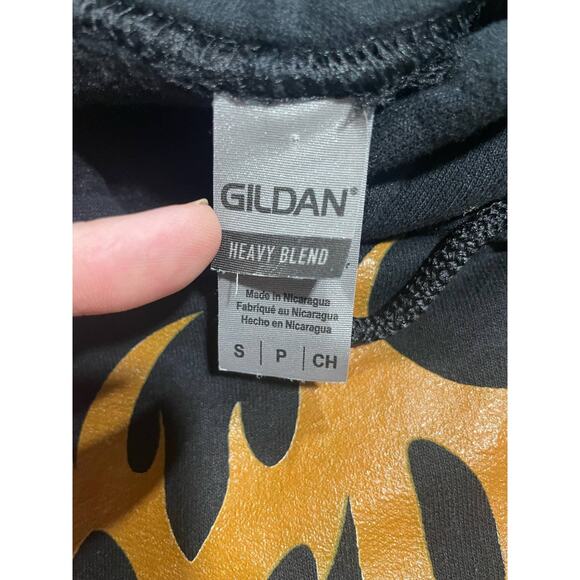 GILDAN®
HEAVY BLEND
Made in Nicaragua
Fabriqué au Nicaragua
Hecho en Nicaragua
S | P | CH